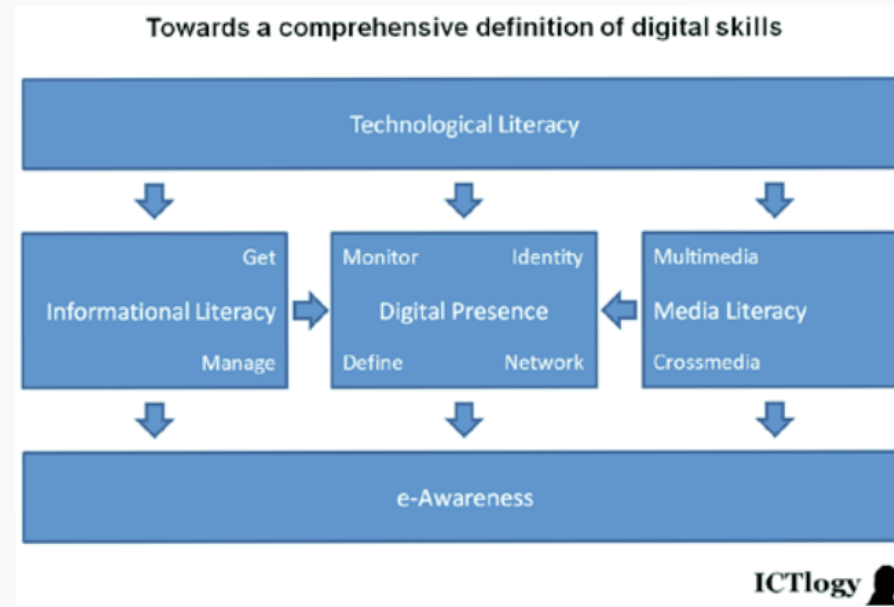 Towards a comprehensive definition of digital skills
Technological Literacy
Get
Informational Literacy
Manage
Monitor Identity
Digital Presence
Define Network
Multimedia
Media Literacy
Crossmedia
e-Awareness
ICTlogy